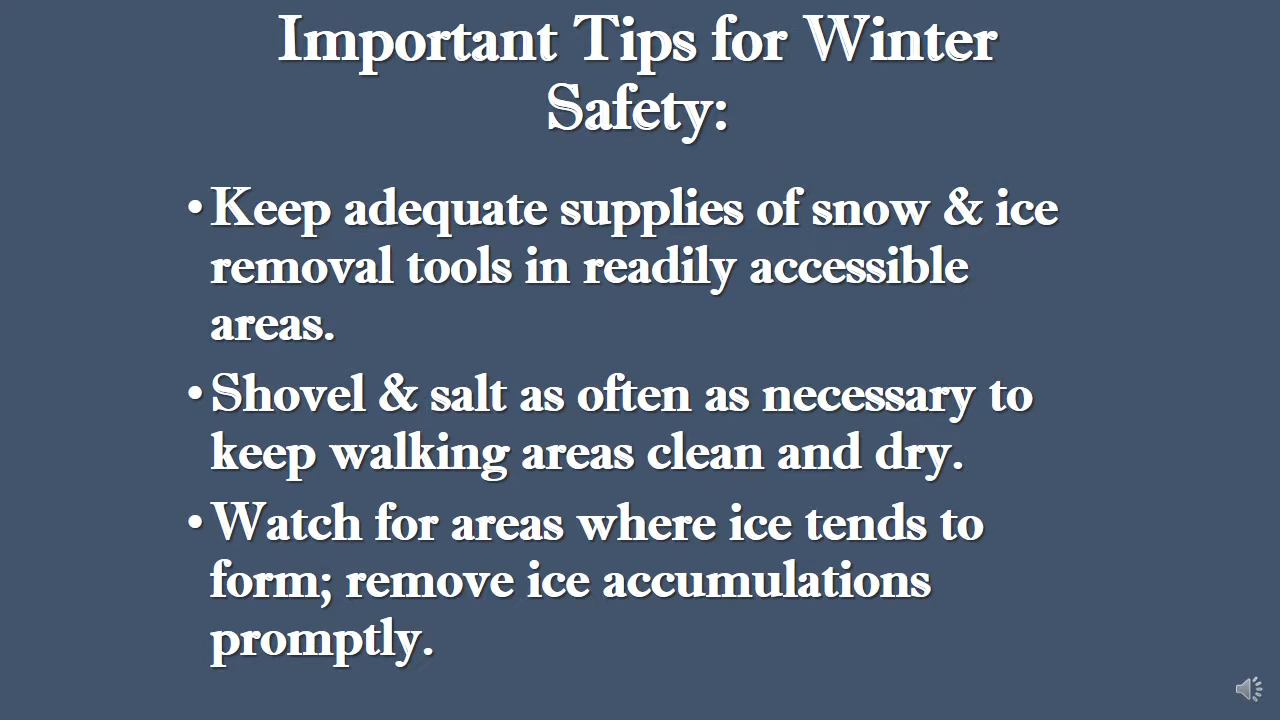 Important Tips for Winter
Safety:
• Keep adequate supplies of snow & ice
removal tools in readily accessible
areas.
• Shovel & salt as often as necessary to
keep walking areas clean and dry.
• Watch for areas where ice tends to
form; remove ice accumulations
promptly.